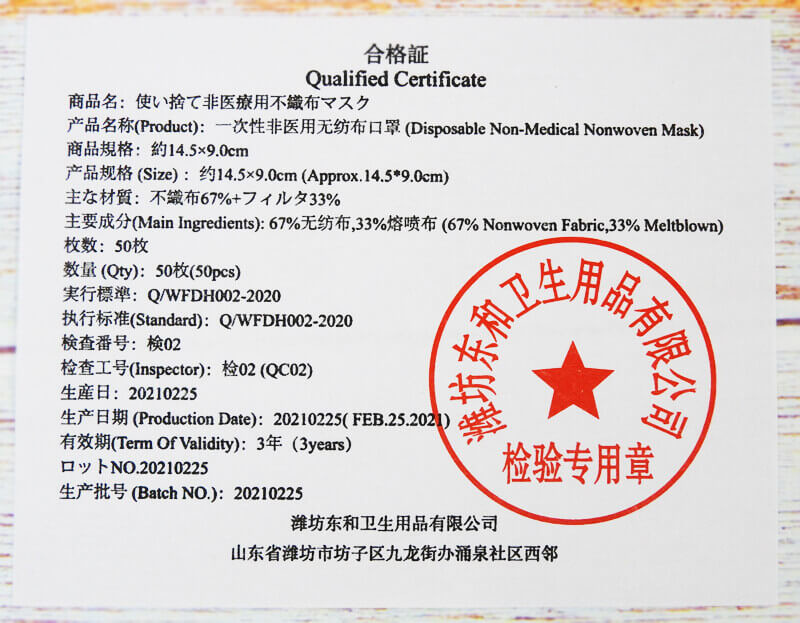 合格証
Qualified Certificate
商品名：使い捨て非医療用不織布マスク
产品名称(Product)：一次性非医用无纺布口罩 (Disposable Non-Medical Nonwoven Mask)
商品規格：約14.5×9.0cm
产品规格 (Size)：约14.5×9.0cm (Approx.14.5*9.0cm)
主な材質：不織布67%+フィルタ33%
主要成分(Main Ingredients): 67%无纺布,33%熔喷布 (67% Nonwoven Fabric,33% Meltblown)
枚数：50枚
数量 (Qty)：50枚(50pcs)
実行標準：Q/WFDH002-2020
执行标准(Standard)：Q/WFDH002-2020
検査番号：検02
检查工号(Inspector)：检02 (QC02)
生産日：20210225
生产日期 (Production Date)：20210225( FEB.25.2021)
有效期(Term Of Validity)：3年（3years）
ロットNO.20210225
生产批号 (Batch NO.)：20210225
潍坊东和卫生用品有限公司
检验专用章
潍坊东和卫生用品有限公司
山东省潍坊市坊子区九龙街办涌泉社区西邻